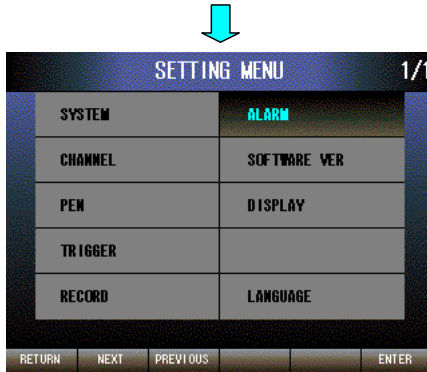 SETTING MENU 1/1
SYSTEM ALARM
CHANNEL SOFTWARE VER
PEN DISPLAY
TRIGGER
RECORD LANGUAGE
RETURN NEXT PREVIOUS ENTER